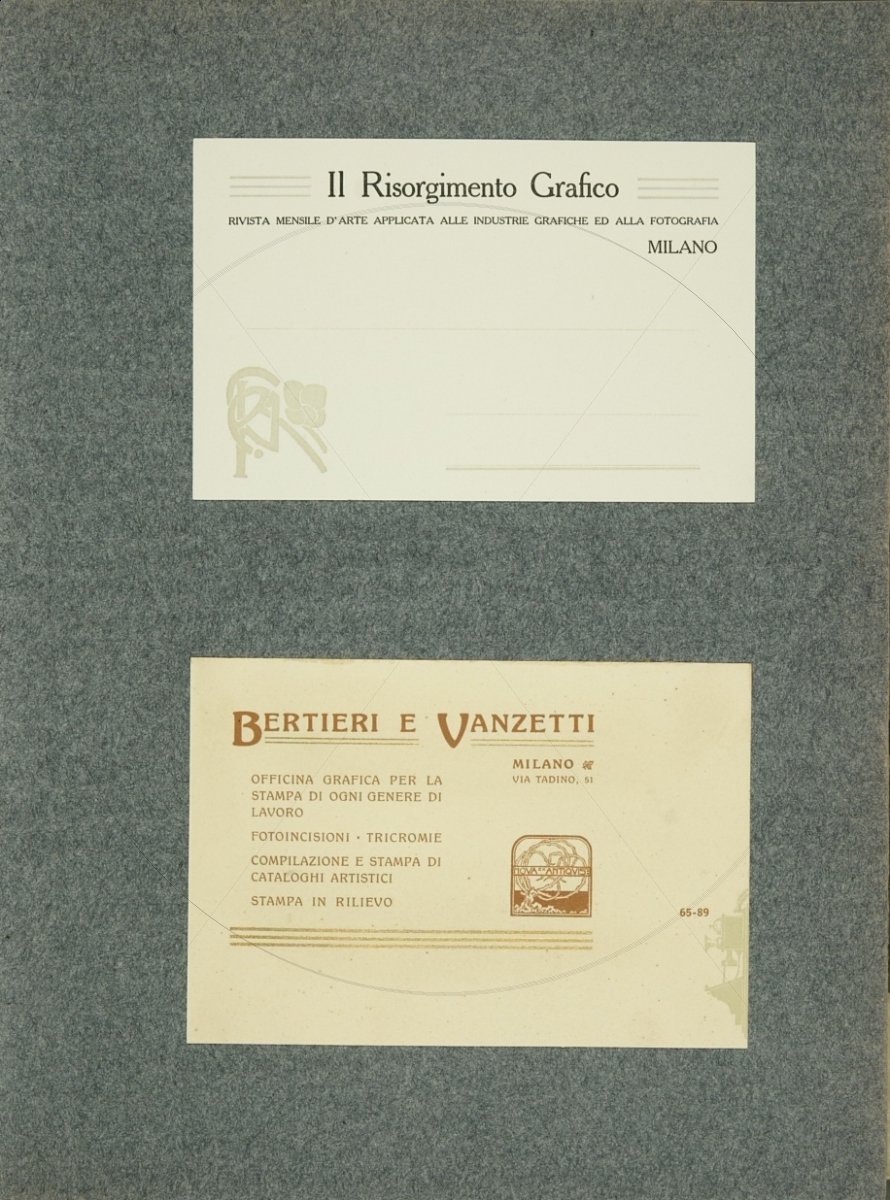 Il Risorgimento Grafico
RIVISTA MENSILE D'ARTE APPLICATA ALLE INDUSTRIE GRAFICHE ED ALLA FOTOGRAFIA
MILANO
BERTIERI E VANZETTI
MILANO
VIA TADINO, 51
OFFICINA GRAFICA PER LA
STAMPA DI OGNI GENERE DI
LAVORO
FOTOINCISIONI · TRICROMIE
COMPILAZIONE E STAMPA DI
CATALOGHI ARTISTICI
STAMPA IN RILIEVO
65-89